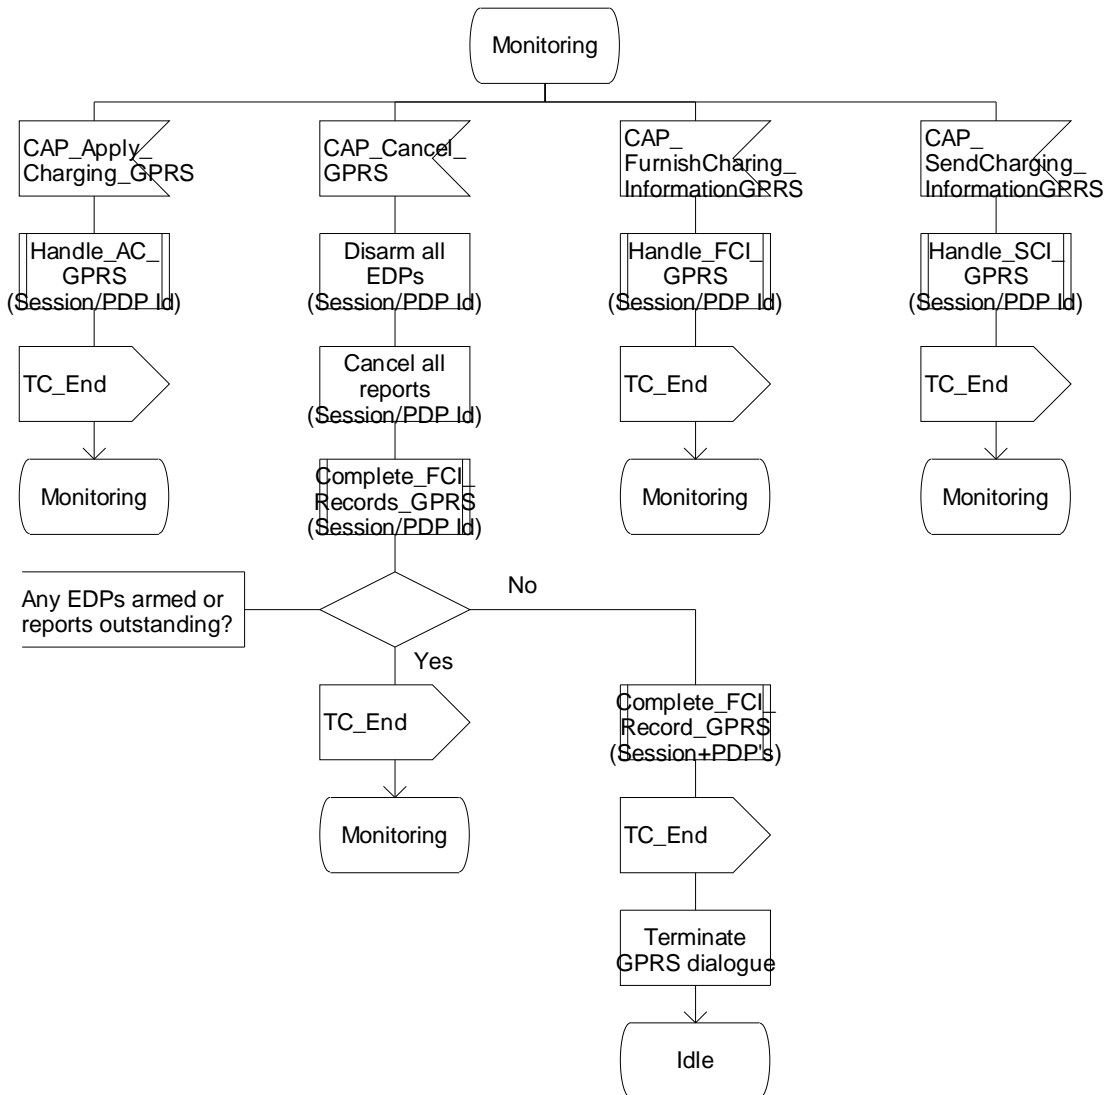 Monitoring
CAP_Apply_
Charging_GPRS
CAP_Cancel_
GPRS
CAP_
FurnishCharing_
InformationGPRS
CAP_
SendCharging_
InformationGPRS
Handle_AC_
GPRS
(Session/PDP Id)
Disarm all
EDPs
(Session/PDP Id)
Handle_FCI_
GPRS
(Session/PDP Id)
Handle_SCI_
GPRS
(Session/PDP Id)
TC_End
Cancel all
reports
(Session/PDP Id)
TC_End
TC_End
Monitoring
Complete_FCI_
Records_GPRS
(Session/PDP Id)
Monitoring
Monitoring
Any EDPs armed or
reports outstanding?
No
Yes
TC_End
Complete_FCI_
Record_GPRS
(Session+PDP's)
Monitoring
TC_End
Terminate
GPRS dialogue
Idle